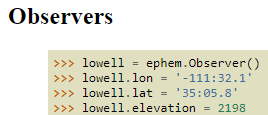 Observers
>>> lowell = ephem.Observer()
>>> lowell.lon = '-111:32.1'
>>> lowell.lat = '35:05.8'
>>> lowell.elevation = 2198